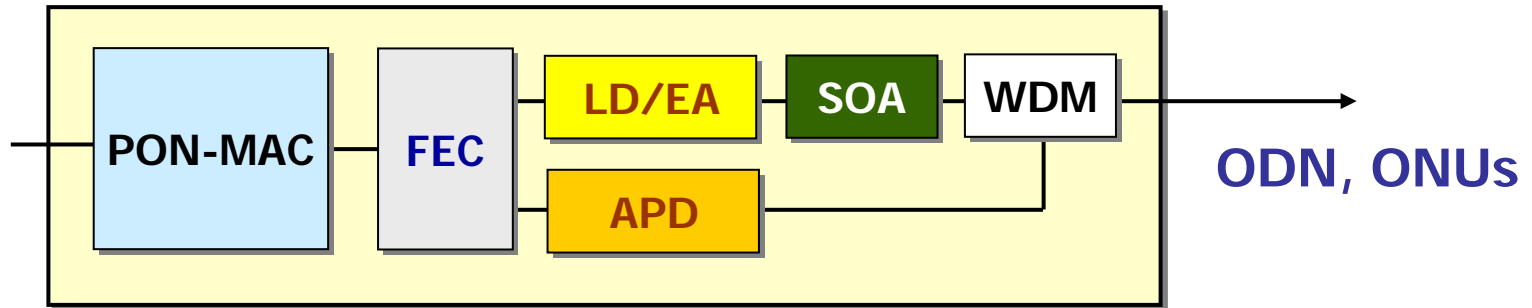 PON-MAC
FEC
LD/EA
SOA
WDM
APD
ODN, ONUs